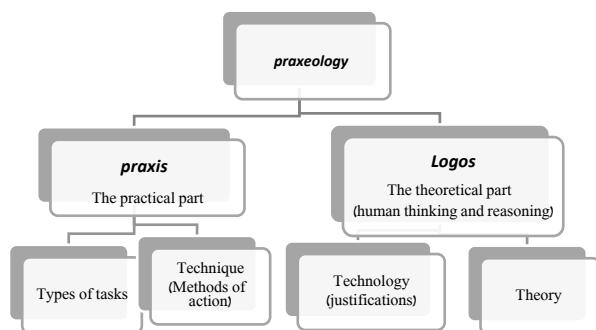 praxeology
praxis
The practical part
Logos
The theoretical part
(human thinking and reasoning)
Types of tasks
Technique
(Methods of
action)
Technology
(justifications)
Theory